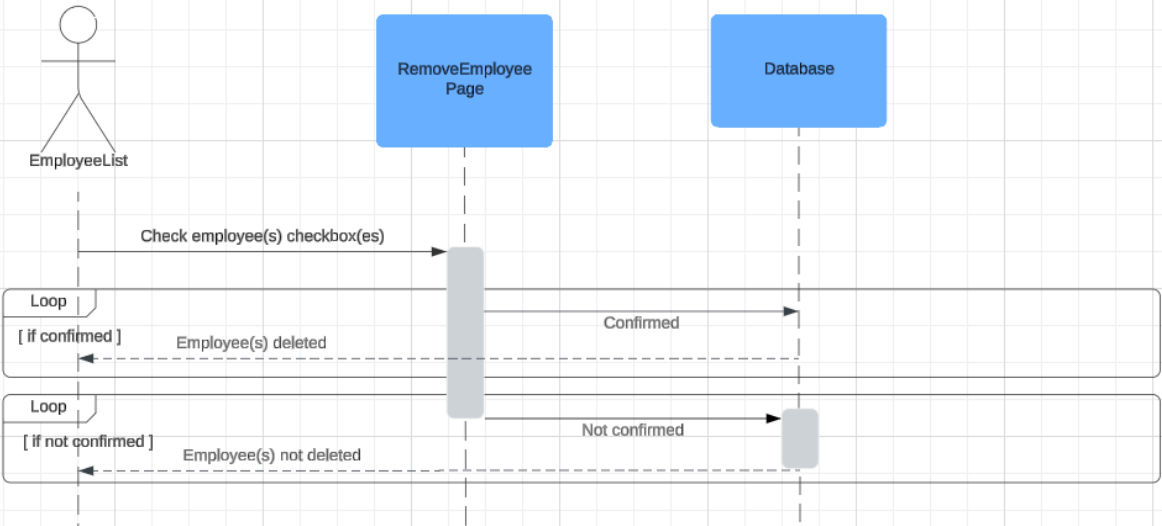 RemoveEmployee
Page
Database
EmployeeList
Check employee(s) checkbox(es)
Loop
[ if confirmed ]
Confirmed
Employee(s) deleted
Loop
[ if not confirmed ]
Not confirmed
Employee(s) not deleted